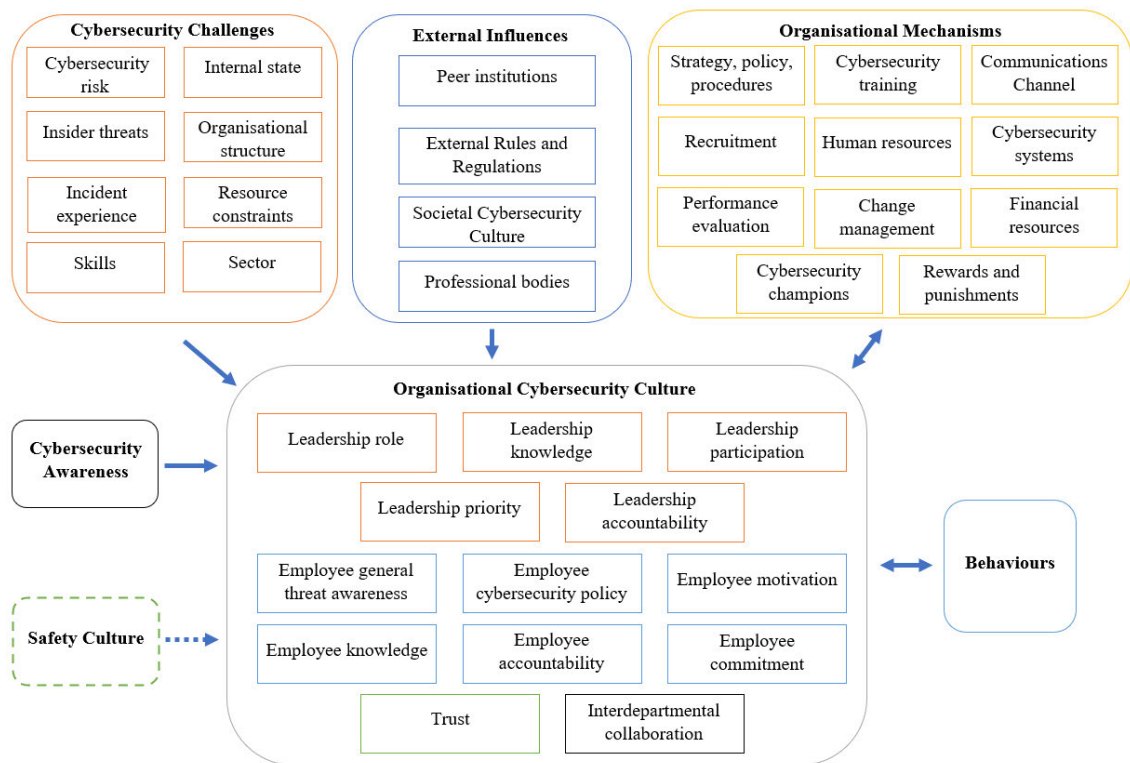 Cybersecurity Challenges
Cybersecurity
risk
Internal state
Insider threats
Organisational
structure
Incident
experience
Resource
constraints
Skills
Sector
External Influences
Peer institutions
External Rules and
Regulations
Societal Cybersecurity
Culture
Professional bodies
Organisational Mechanisms
Strategy, policy,
procedures
Cybersecurity
training
Communications
Channel
Recruitment
Human resources
Cybersecurity
systems
Performance
evaluation
Change
management
Financial
resources
Cybersecurity
champions
Rewards and
punishments
Organisational Cybersecurity Culture
Leadership role
Leadership
knowledge
Leadership
participation
Leadership priority
Leadership
accountability
Employee general
threat awareness
Employee
cybersecurity policy
Employee motivation
Employee knowledge
Employee
accountability
Employee
commitment
Trust
Interdepartmental
collaboration
Cybersecurity
Awareness
Safety Culture
Behaviours